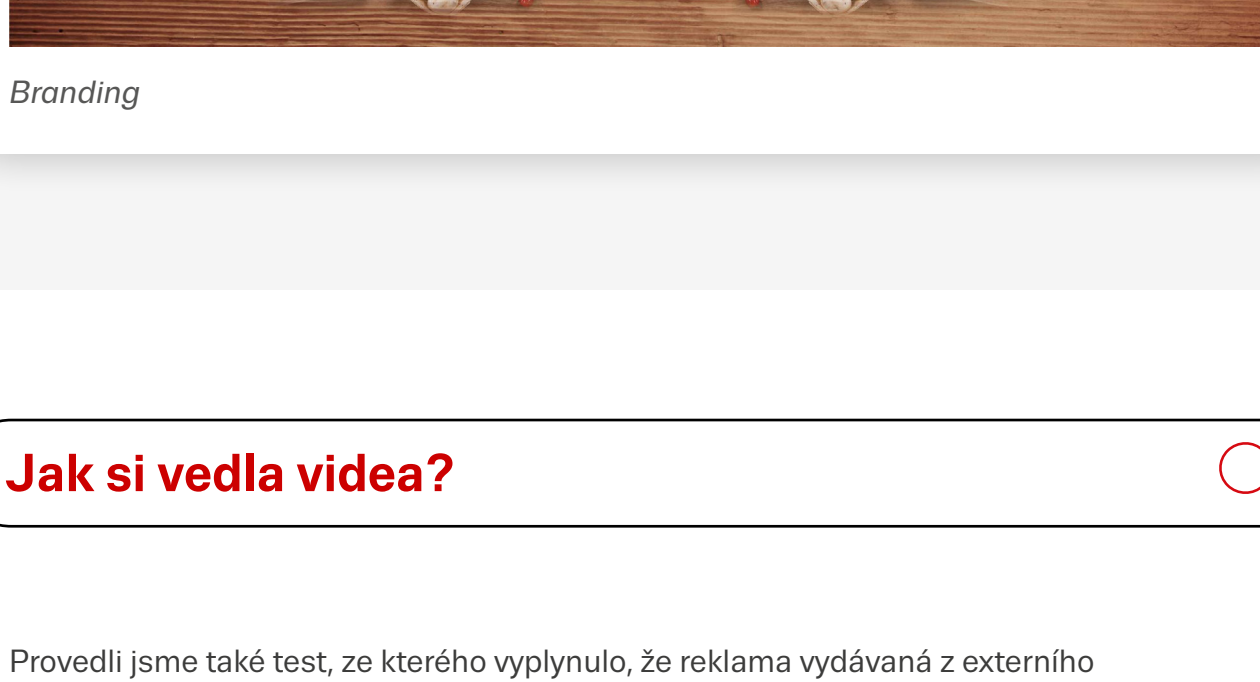 Branding
Jak si vedla videa?
Provedli jsme také test, ze kterého vyplynulo, že reklama vydávaná z externího